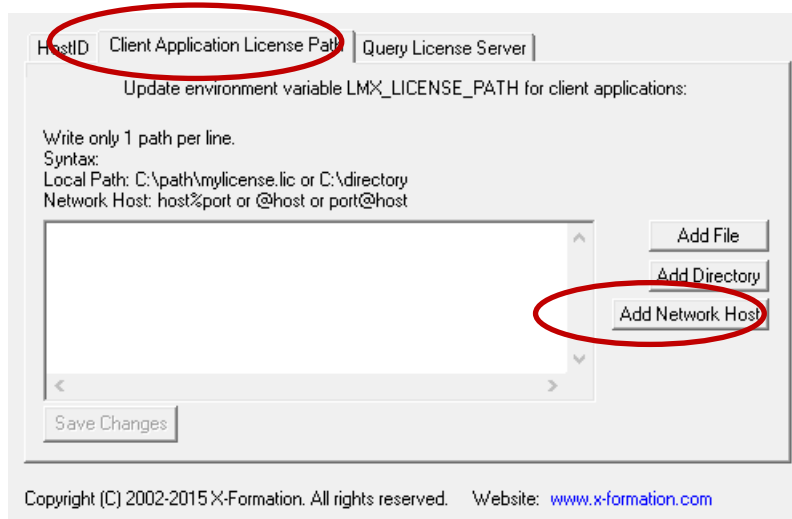 HostID Client Application License Path Query License Server
Update environment variable LMX_LICENSE_PATH for client applications:
Write only 1 path per line.
Syntax:
Local Path: C:\path\mylicense.lic or C:\directory
Network Host: host%port or @host or port@host
Add File
Add Directory
Add Network Host
Save Changes
Copyright (C) 2002-2015 X-Formation. All rights reserved. Website: www.x-formation.com